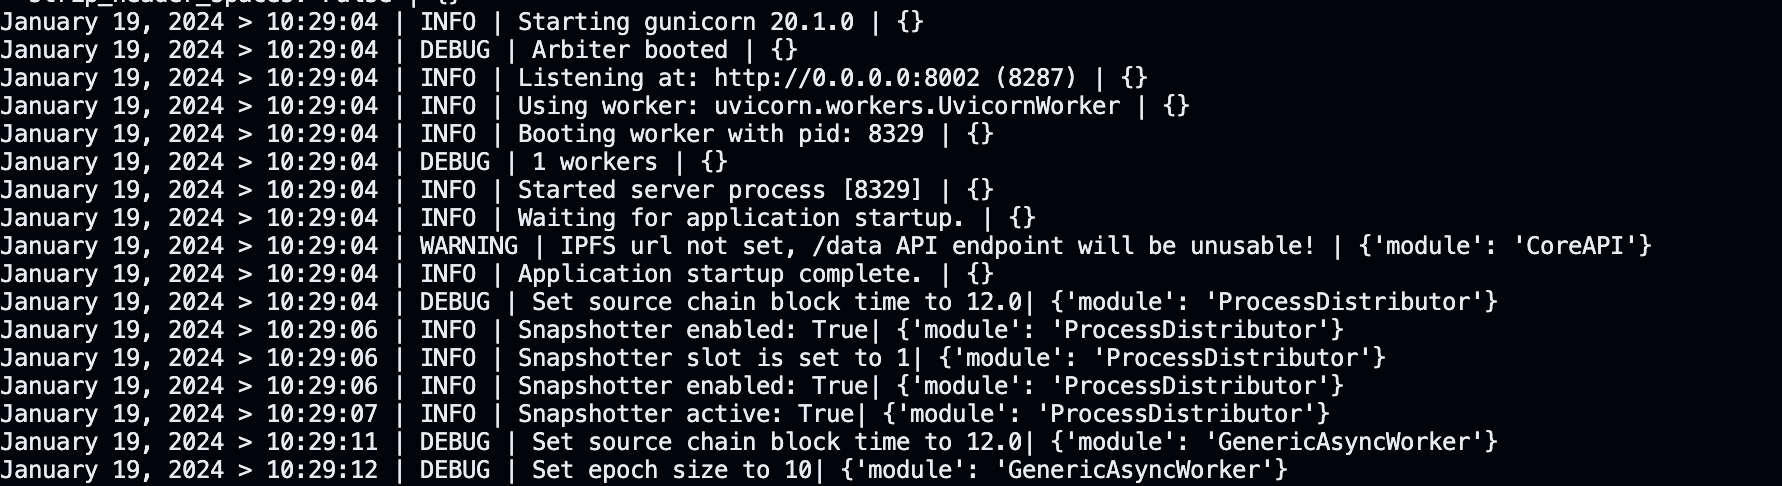 strip_header_spaces: False | {}
January 19, 2024 > 10:29:04 | INFO | Starting gunicorn 20.1.0 | {}
January 19, 2024 > 10:29:04 | DEBUG | Arbiter booted | {}
January 19, 2024 > 10:29:04 | INFO | Listening at: http://0.0.0.0:8002 (8287) | {}
January 19, 2024 > 10:29:04 | INFO | Using worker: uvicorn.workers.UvicornWorker | {}
January 19, 2024 > 10:29:04 | INFO | Booting worker with pid: 8329 | {}
January 19, 2024 > 10:29:04 | DEBUG | 1 workers | {}
January 19, 2024 > 10:29:04 | INFO | Started server process [8329] | {}
January 19, 2024 > 10:29:04 | INFO | Waiting for application startup. | {}
January 19, 2024 > 10:29:04 | WARNING | IPFS url not set, /data API endpoint will be unusable! | {'module': 'CoreAPI'}
January 19, 2024 > 10:29:04 | INFO | Application startup complete. | {}
January 19, 2024 > 10:29:04 | DEBUG | Set source chain block time to 12.0| {'module': 'ProcessDistributor'}
January 19, 2024 > 10:29:06 | INFO | Snapshotter enabled: True| {'module': 'ProcessDistributor'}
January 19, 2024 > 10:29:06 | INFO | Snapshotter slot is set to 1| {'module': 'ProcessDistributor'}
January 19, 2024 > 10:29:06 | INFO | Snapshotter enabled: True| {'module': 'ProcessDistributor'}
January 19, 2024 > 10:29:07 | INFO | Snapshotter active: True| {'module': 'ProcessDistributor'}
January 19, 2024 > 10:29:11 | DEBUG | Set source chain block time to 12.0| {'module': 'GenericAsyncWorker'}
January 19, 2024 > 10:29:12 | DEBUG | Set epoch size to 10| {'module': 'GenericAsyncWorker'}